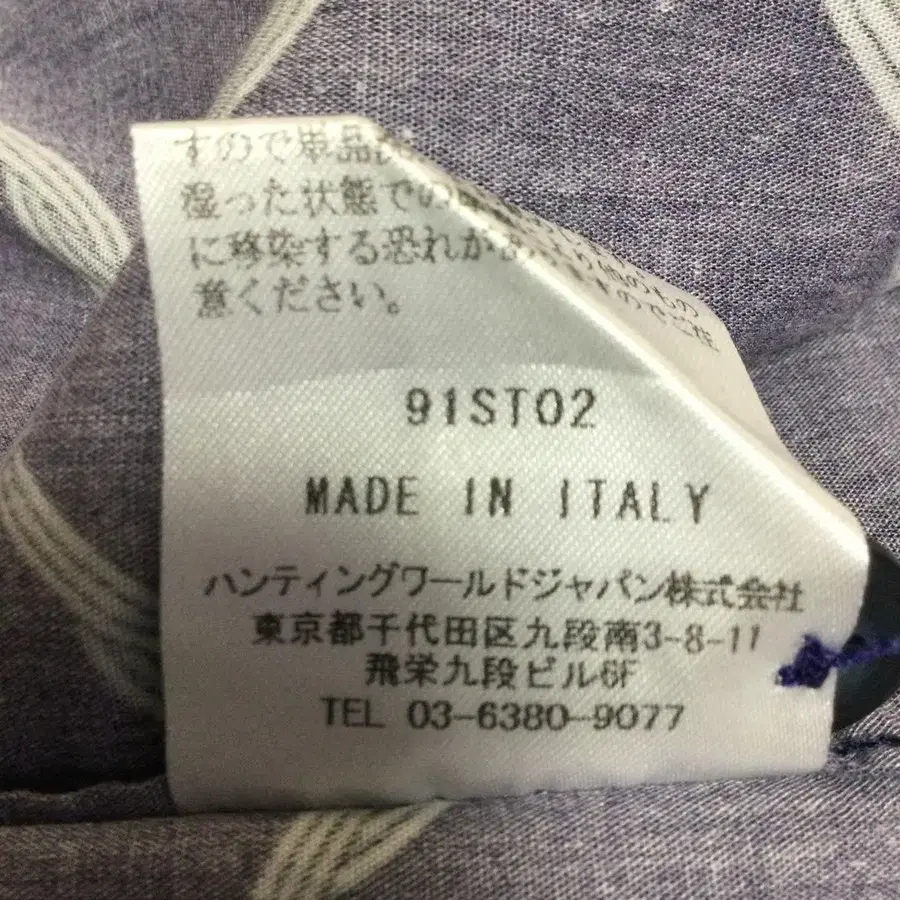 すので単品
湿った状態での
に移染する恐れが
意ください。
91ST02
MADE IN ITALY
ハンティングワールドジャパン株式会社
東京都千代田区九段南3-8-11
飛栄九段ビル6F
TEL 03-6380-9077